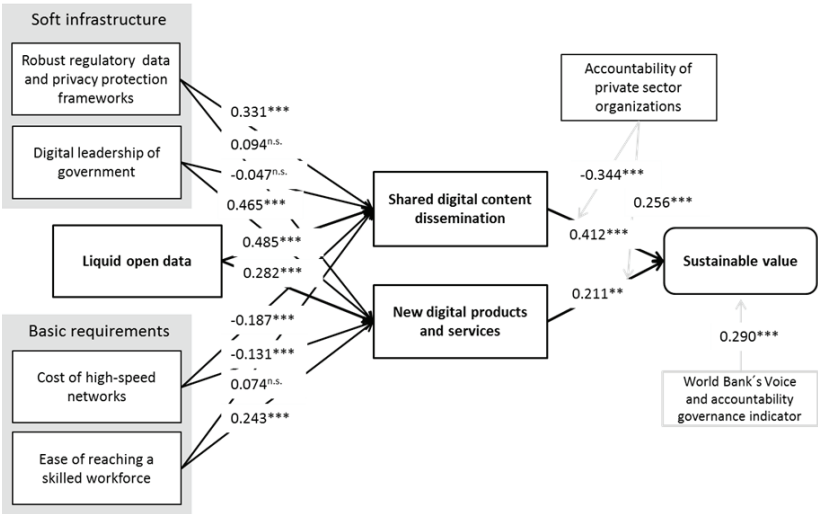 Soft infrastructure
Robust regulatory data
and privacy protection
frameworks
Digital leadership of
government
Liquid open data
Basic requirements
Cost of high-speed
networks
Ease of reaching a
skilled workforce
0.331***
0.094n.s.
-0.047n.s.
0.465***
0.485***
0.282***
-0.187***
-0.131***
0.074n.s.
0.243***
Shared digital content
dissemination
New digital products
and services
Accountability of
private sector
organizations
-0.344***
0.256***
0.412***
0.211**
Sustainable value
0.290***
World Bank´s Voice
and accountability
governance indicator